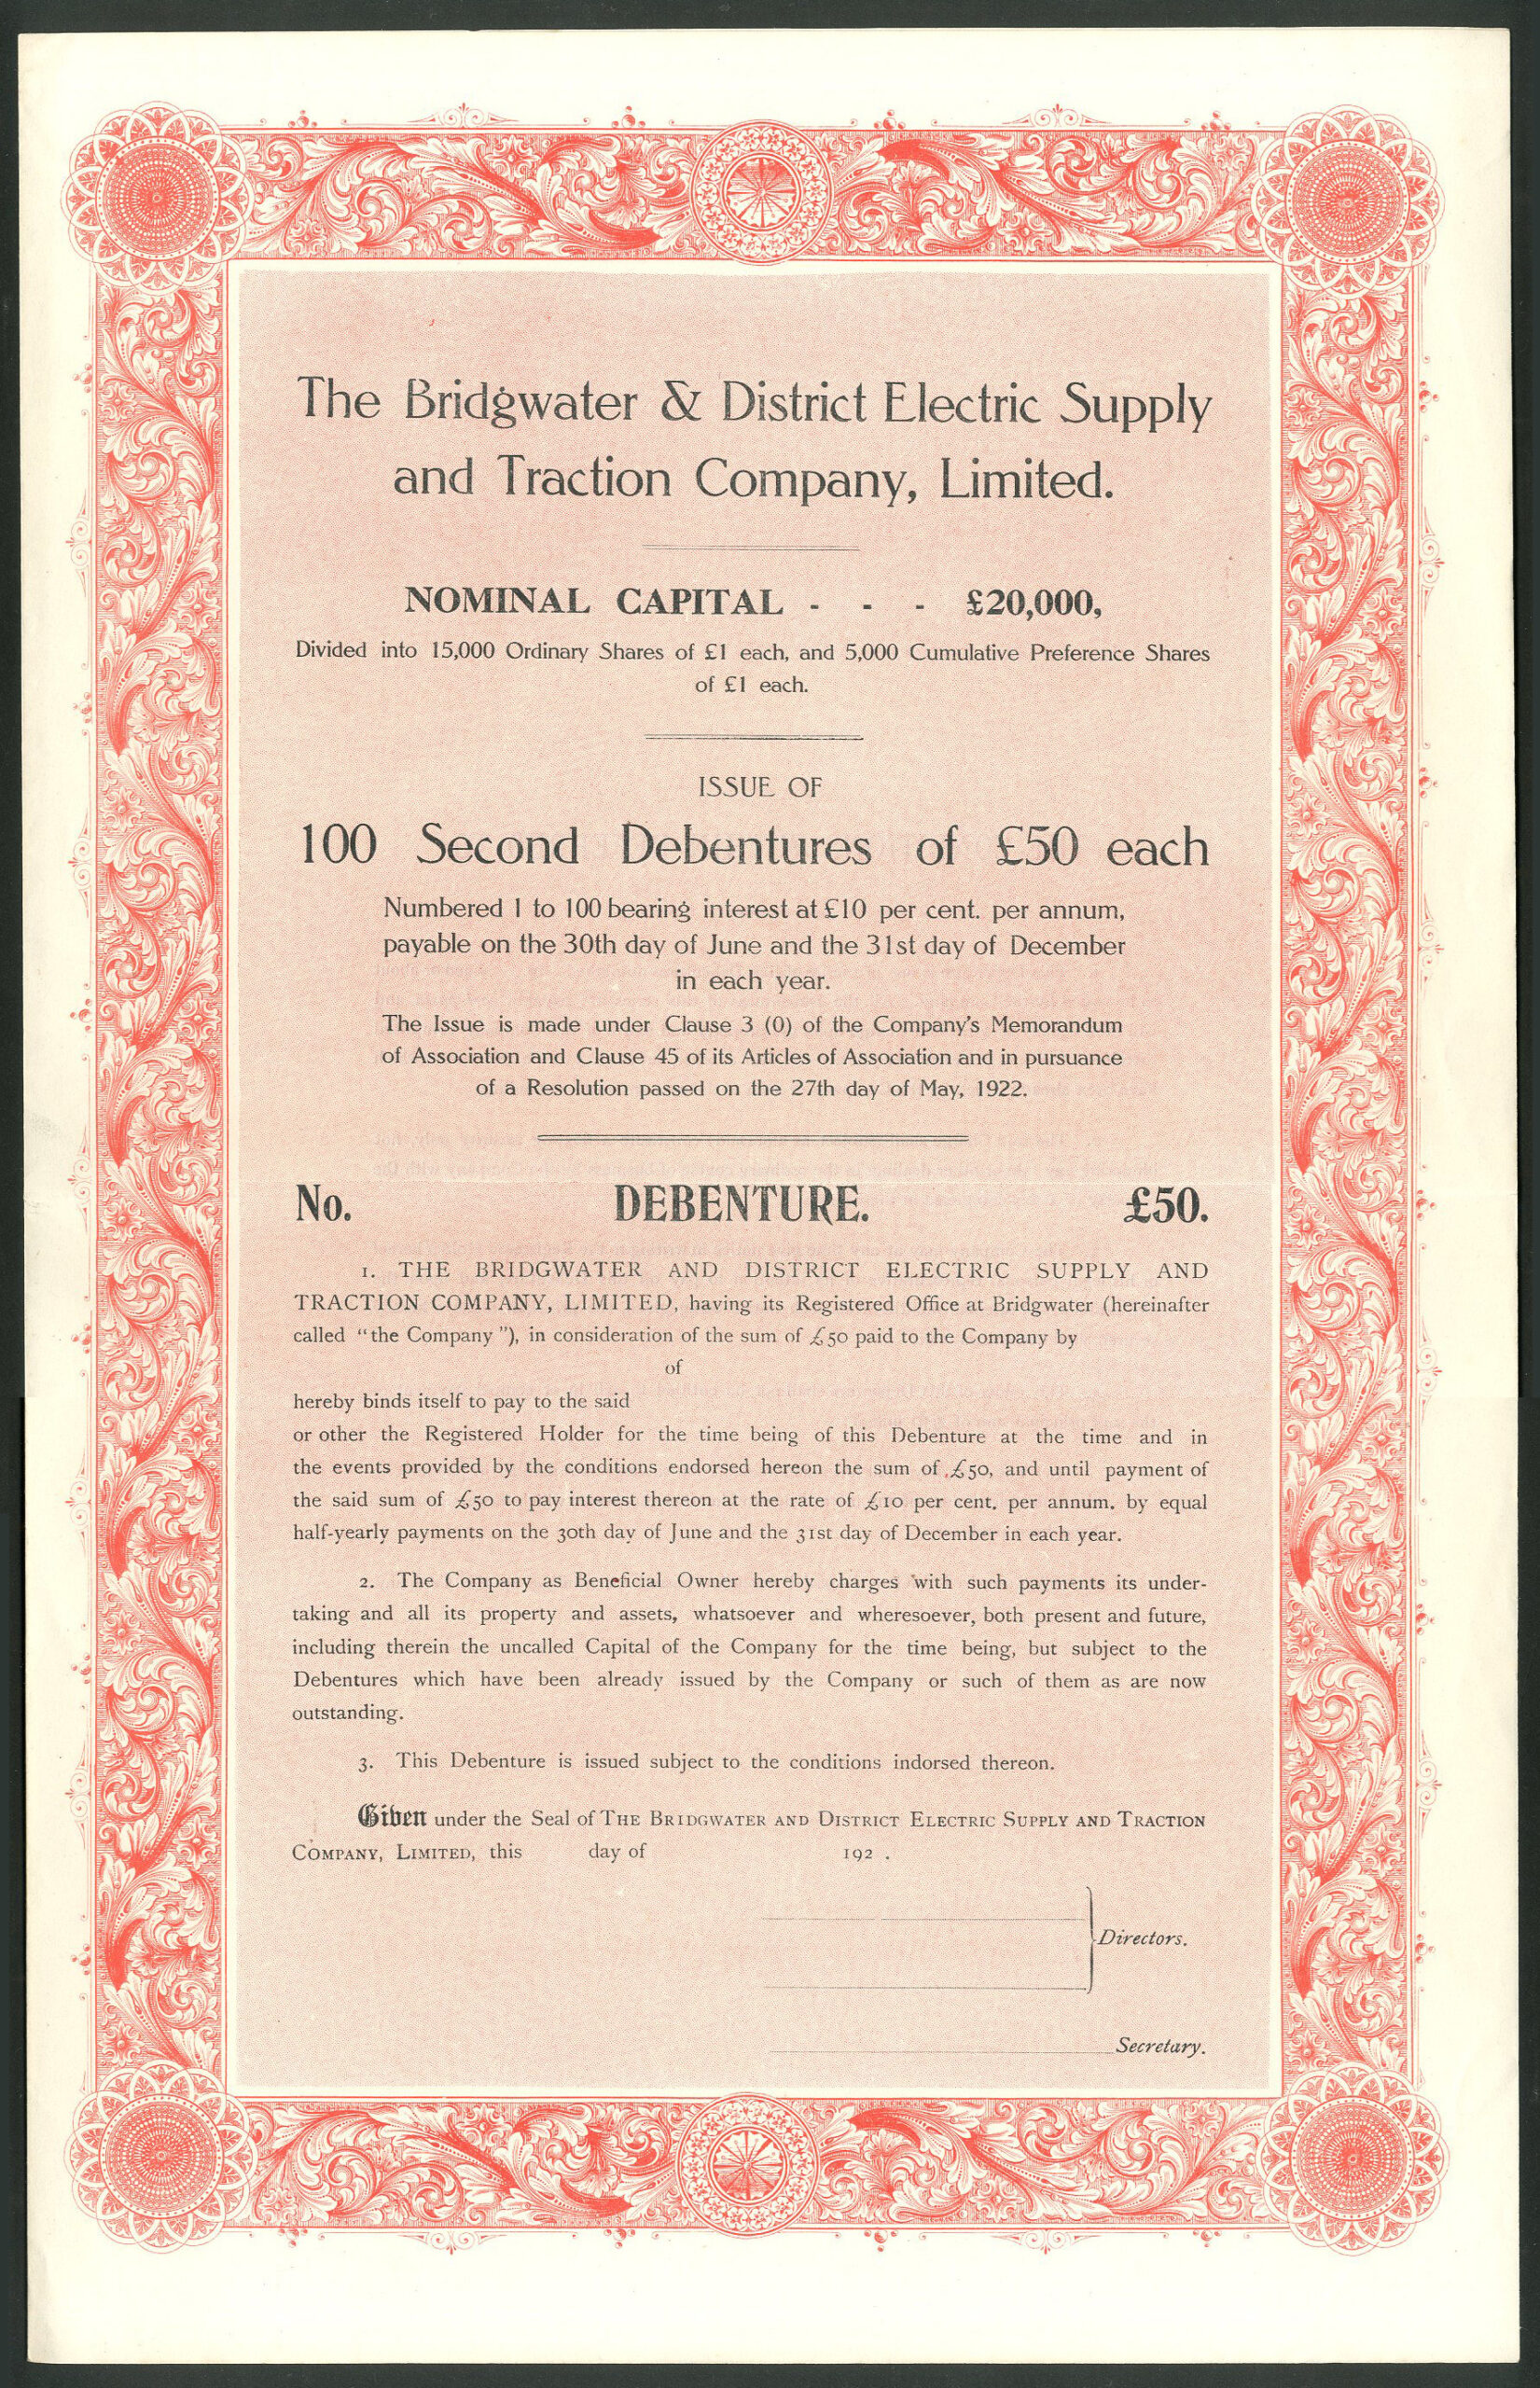 The Bridgwater & District Electric Supply
and Traction Company, Limited.
NOMINAL CAPITAL - - - £20,000,
Divided into 15,000 Ordinary Shares of £1 each, and 5,000 Cumulative Preference Shares
of £1 each.
ISSUE OF
100 Second Debentures of £50 each
Numbered 1 to 100 bearing interest at £10 per cent. per annum,
payable on the 30th day of June and the 31st day of December
in each year.
The Issue is made under Clause 3 (0) of the Company's Memorandum
of Association and Clause 45 of its Articles of Association and in pursuance
of a Resolution passed on the 27th day of May, 1922.
No. DEBENTURE. £50.
1. THE BRIDGWATER AND DISTRICT ELECTRIC SUPPLY AND
TRACTION COMPANY, LIMITED, having its Registered Office at Bridgwater (hereinafter
called "the Company"), in consideration of the sum of £50 paid to the Company by
of
hereby binds itself to pay to the said
or other the Registered Holder for the time being of this Debenture at the time and in
the events provided by the conditions endorsed hereon the sum of £50, and until payment of
the said sum of £50 to pay interest thereon at the rate of £10 per cent. per annum. by equal
half-yearly payments on the 30th day of June and the 31st day of December in each year.
2. The Company as Beneficial Owner hereby charges with such payments its under-
taking and all its property and assets, whatsoever and wheresoever, both present and future,
including therein the uncalled Capital of the Company for the time being, but subject to the
Debentures which have been already issued by the Company or such of them as are now
outstanding.
3. This Debenture is issued subject to the conditions indorsed thereon.
Given under the Seal of THE BRIDGWATER AND DISTRICT ELECTRIC SUPPLY AND TRACTION
COMPANY, LIMITED, this day of 192 .
Directors.
Secretary.